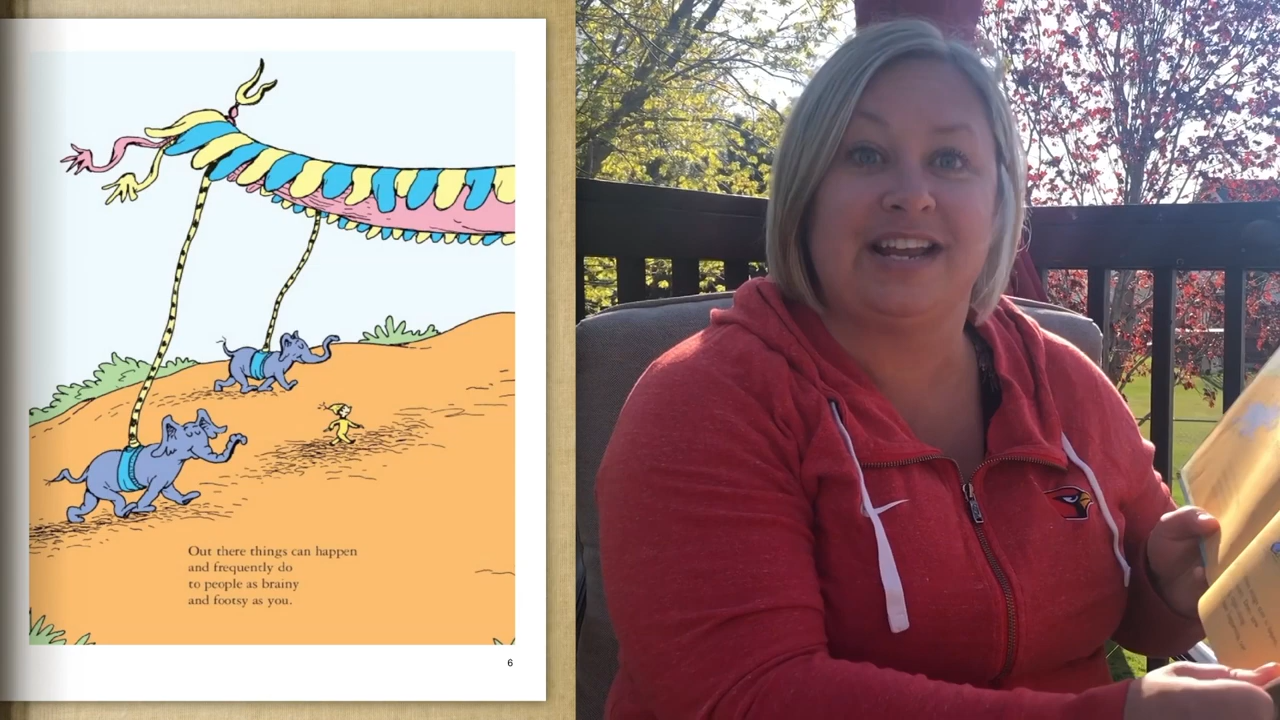 Out there things can happen
and frequently do
to people as brainy
and footsy as you.
6